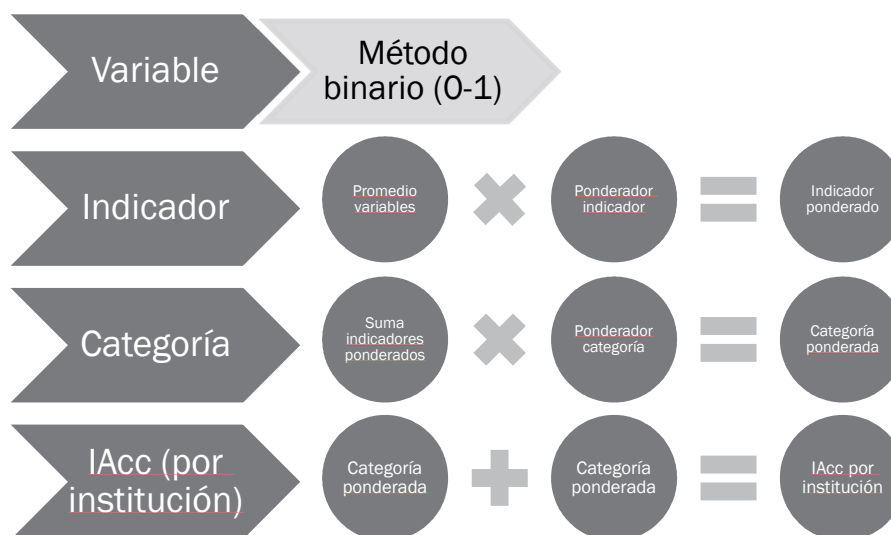 Variable
Método
binario (0-1)
Indicador
Promedio
variables
Ponderador
indicador
Indicador
ponderado
Categoría
Suma
indicadores
ponderados
Ponderador
categoría
Categoría
ponderada
IAcc (por
institución)
Categoría
ponderada
Categoría
ponderada
IAcc por
institución